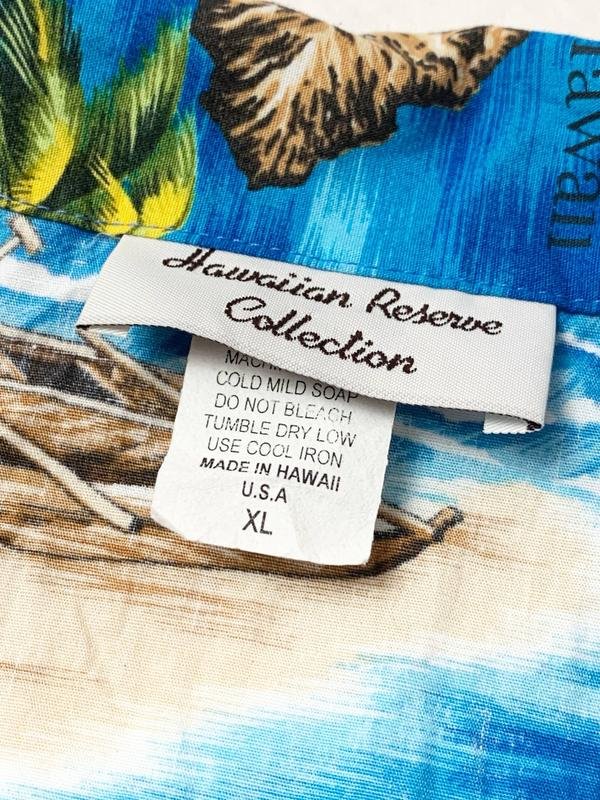 Hawaii
Hawaiian Reserve
Collection
COLD MILD SOAP
DO NOT BLEACH
TUMBLE DRY LOW
USE COOL IRON
MADE IN HAWAII
U.S.A
XL